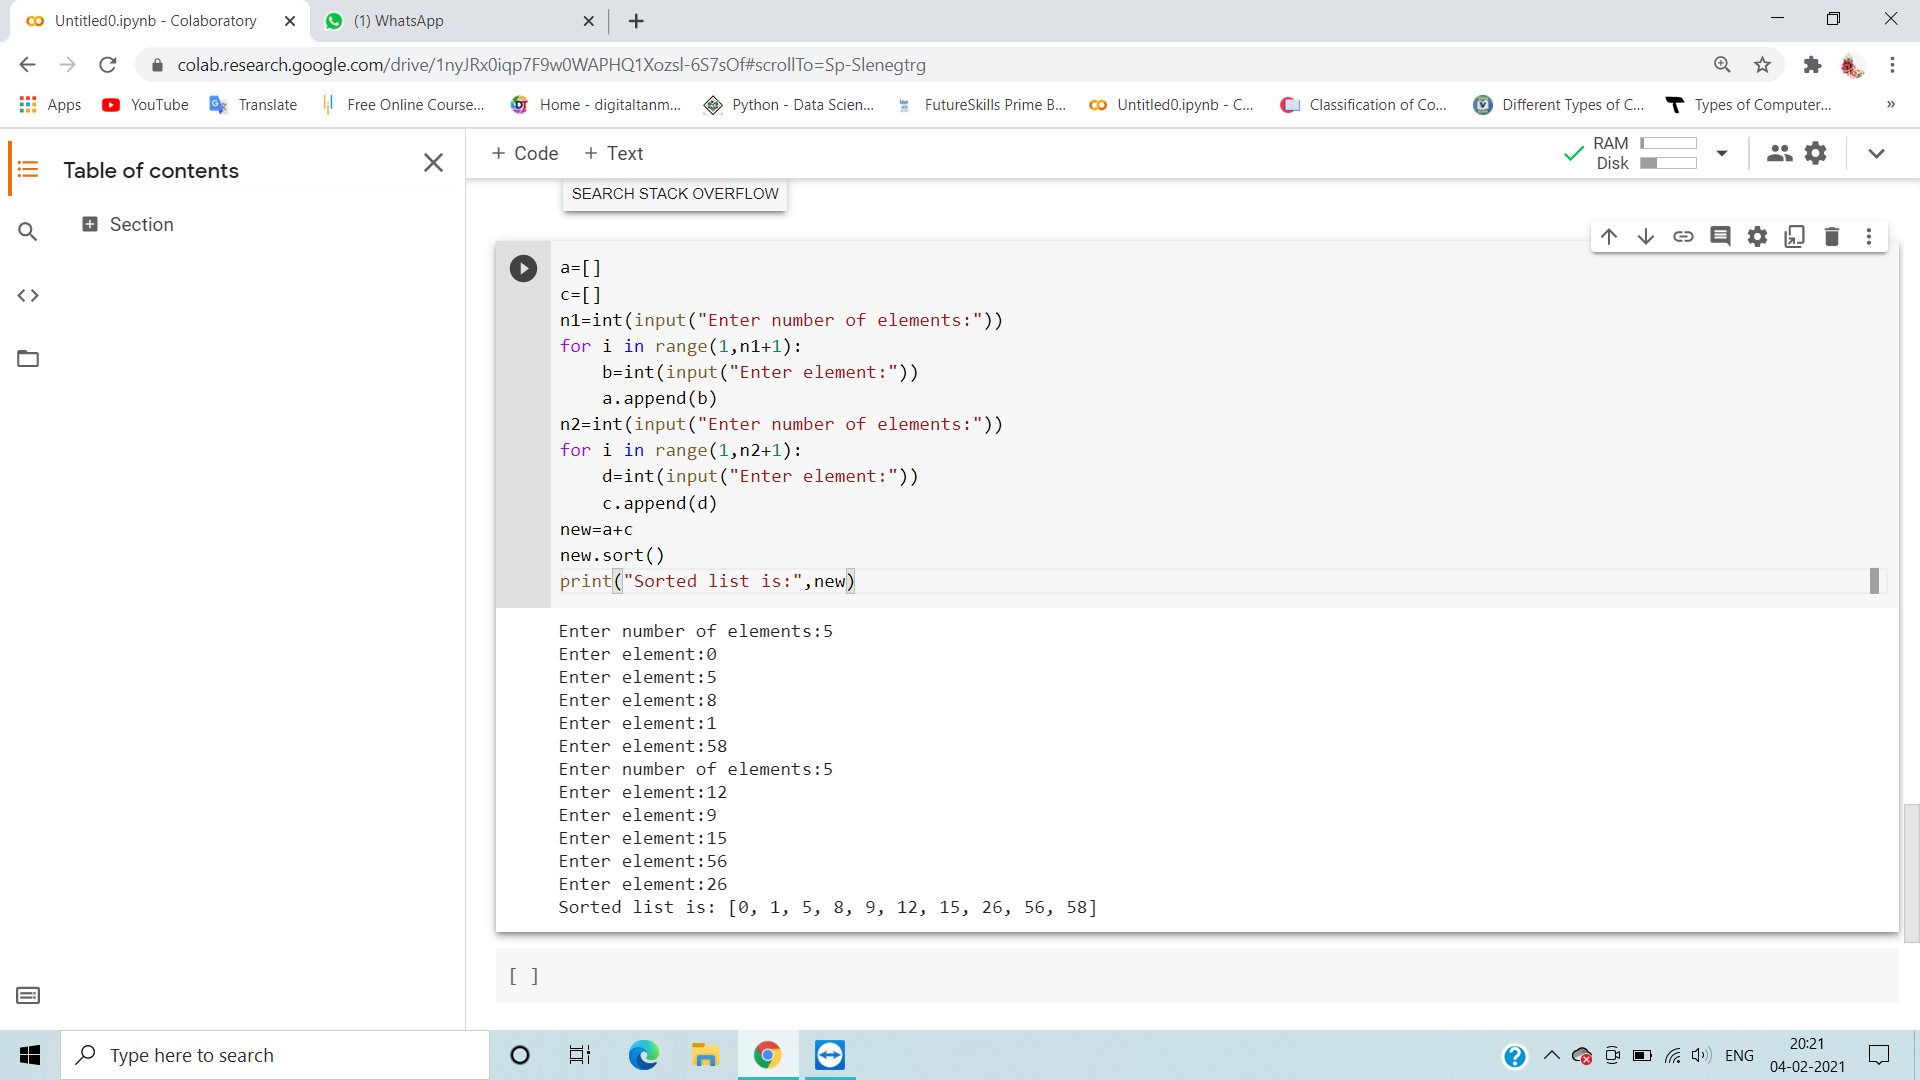 Untitled0.ipynb - Colaboratory
(1) WhatsApp
colab.research.google.com/drive/1nyJRx0iqp7F9w0WAPHQ1Xozsl-6S7sOf#scrollTo=Sp-Slenegtrg
Apps
YouTube
Translate
Free Online Course...
Home - digitaltanm...
Python - Data Scien...
FutureSkills Prime B...
Untitled0.ipynb - C...
Classification of Co...
Different Types of C...
Types of Computer...
»
Table of contents
Section
+ Code
+ Text
RAM
Disk
SEARCH STACK OVERFLOW
a=[]
c=[]
n1=int(input("Enter number of elements:"))
for i in range(1,n1+1):
    b=int(input("Enter element:"))
    a.append(b)
n2=int(input("Enter number of elements:"))
for i in range(1,n2+1):
    d=int(input("Enter element:"))
    c.append(d)
new=a+c
new.sort()
print("Sorted list is:",new)
Enter number of elements:5
Enter element:0
Enter element:5
Enter element:8
Enter element:1
Enter element:58
Enter number of elements:5
Enter element:12
Enter element:9
Enter element:15
Enter element:56
Enter element:26
Sorted list is: [0, 1, 5, 8, 9, 12, 15, 26, 56, 58]
[ ]
Type here to search
ENG
20:21
04-02-2021